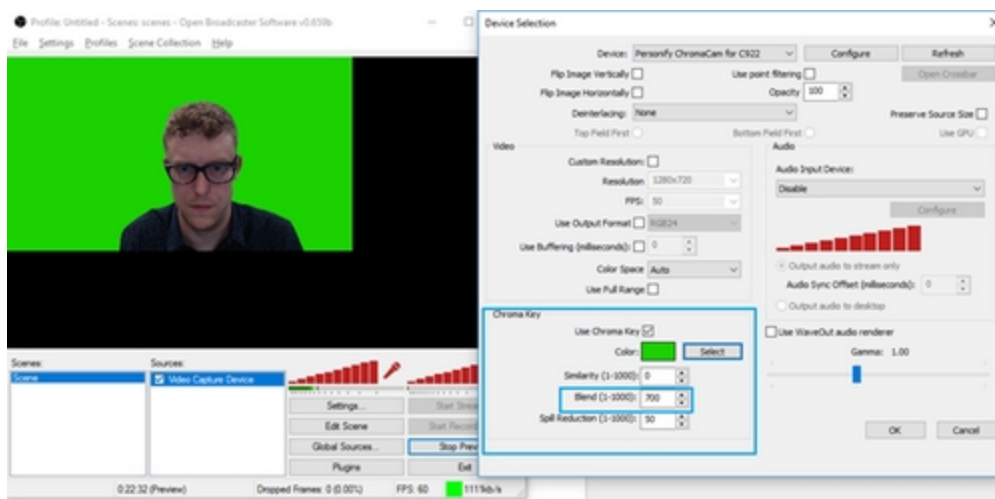 Profile: Untitled - Scenes: scenes - Open Broadcaster Software v0.659b
File Settings Profiles Scene Collection Help
Scenes:
Scene
Sources:
Video Capture Device
Settings...
Start Strea
Edit Scene
Start Record
Global Sources...
Stop Prev
Plugins
Exit
0:22:32 (Preview)
Dropped Frames: 0 (0.00%)
FPS: 60
1111kb/s
Device Selection
Device: Personify ChromaCam for C922 Configure Refresh
Flip Image Vertically Use point filtering Open Crossbar
Flip Image Horizontally Opacity 100
Deinterlacing: None Preserve Source Size
Top Field First Bottom Field First Use GPU
Video
Custom Resolution:
Resolution 1280x720
FPS: 50
Use Output Format RGB24
Use Buffering (milliseconds): 0
Color Space Auto
Use Full Range
Audio
Audio Input Device:
Disable
Configure
Output audio to stream only
Audio Sync Offset (milliseconds): 0
Output audio to desktop
Use WaveOut audio renderer
Gamma: 1.00
Chroma Key
Use Chroma Key
Color: Select
Similarity (1-1000): 0
Blend (1-1000): 700
Spill Reduction (1-1000): 50
OK Cancel